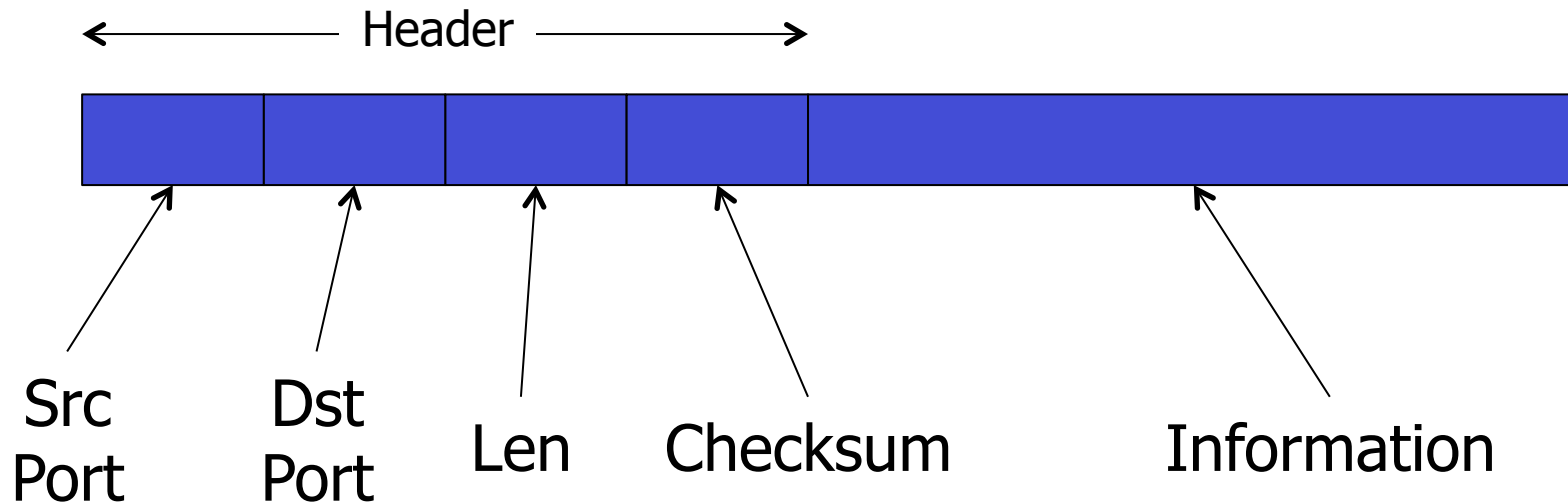 Header
Src
Port
Dst
Port
Len
Checksum
Information